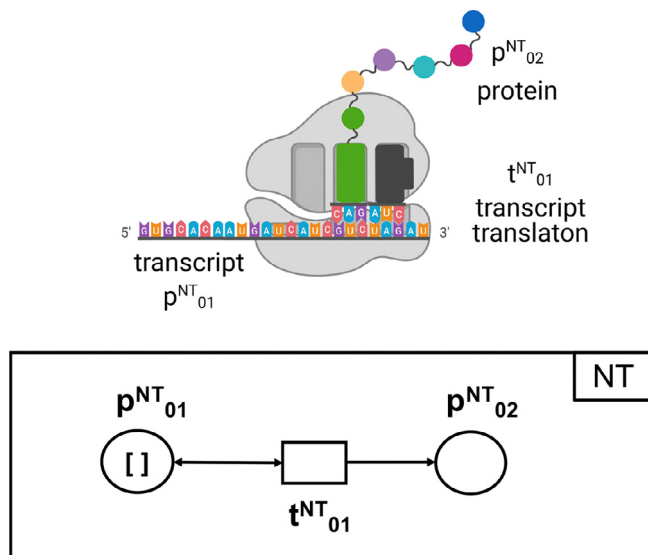 p^NT_02
protein
t^NT_01
transcript
translaton
CAGAUC
5' GUGCACAAUGAUCAUCGUCUAGAU 3'
transcript
p^NT_01
NT
p^NT_01
p^NT_02
[ ]
t^NT_01